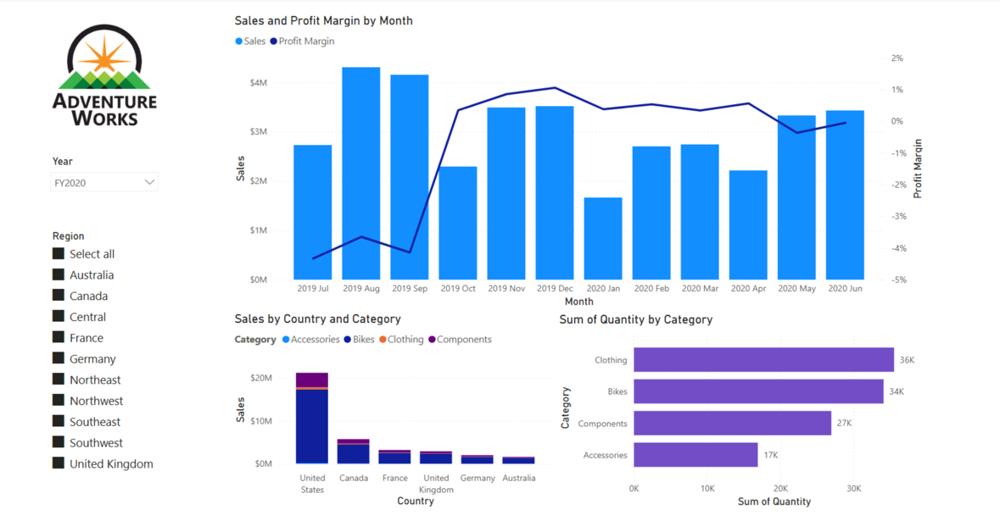 ADVENTURE
WORKS
Year
FY2020
Region
Select all
Australia
Canada
Central
France
Germany
Northeast
Northwest
Southeast
Southwest
United Kingdom
Sales and Profit Margin by Month
Sales Profit Margin
$4M
$3M
$2M
$1M
$0M
Sales
2%
1%
0%
-1%
-2%
-3%
-4%
-5%
Profit Margin
2019 Jul 2019 Aug 2019 Sep 2019 Oct 2019 Nov 2019 Dec 2020 Jan 2020 Feb 2020 Mar 2020 Apr 2020 May 2020 Jun
Month
Sales by Country and Category
Category Accessories Bikes Clothing Components
$20M
$10M
$0M
Sales
United States Canada France United Kingdom Germany Australia
Country
Sum of Quantity by Category
Category
Clothing 36K
Bikes 34K
Components 27K
Accessories 17K
0K 10K 20K 30K
Sum of Quantity